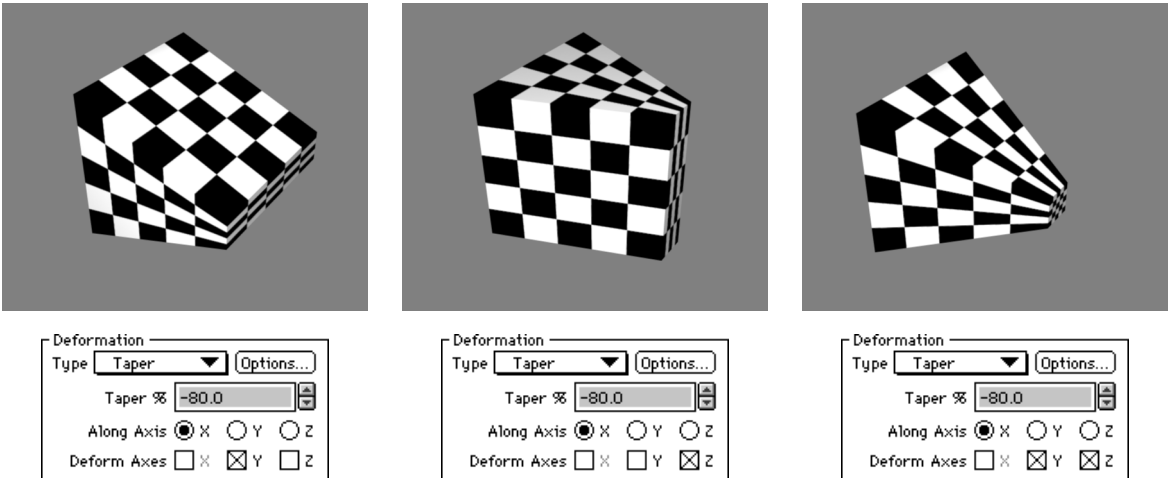 Deformation
Type Taper Options...
Taper % -80.0
Along Axis X Y Z
Deform Axes X Y Z
Deformation
Type Taper Options...
Taper % -80.0
Along Axis X Y Z
Deform Axes X Y Z
Deformation
Type Taper Options...
Taper % -80.0
Along Axis X Y Z
Deform Axes X Y Z